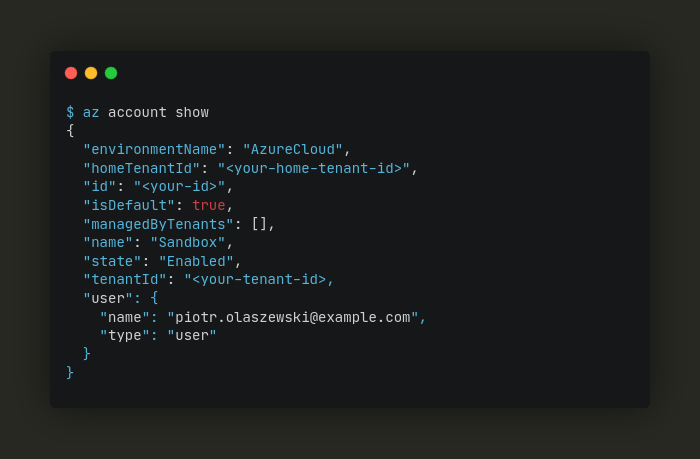 $ az account show
{
  "environmentName": "AzureCloud",
  "homeTenantId": "<your-home-tenant-id>",
  "id": "<your-id>",
  "isDefault": true,
  "managedByTenants": [],
  "name": "Sandbox",
  "state": "Enabled",
  "tenantId": "<your-tenant-id>,
  "user": {
    "name": "piotr.olaszewski@example.com",
    "type": "user"
  }
}